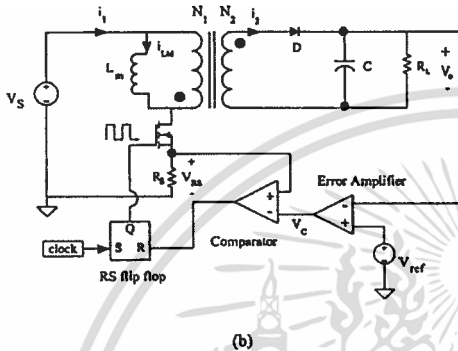 i1
N1 N2
i2
iLM
Lm
D
C
RL
Vo
VS
RS
VRS
Error Amplifier
VC
Comparator
Q
clock
S R
RS flip flop
Vref
(b)